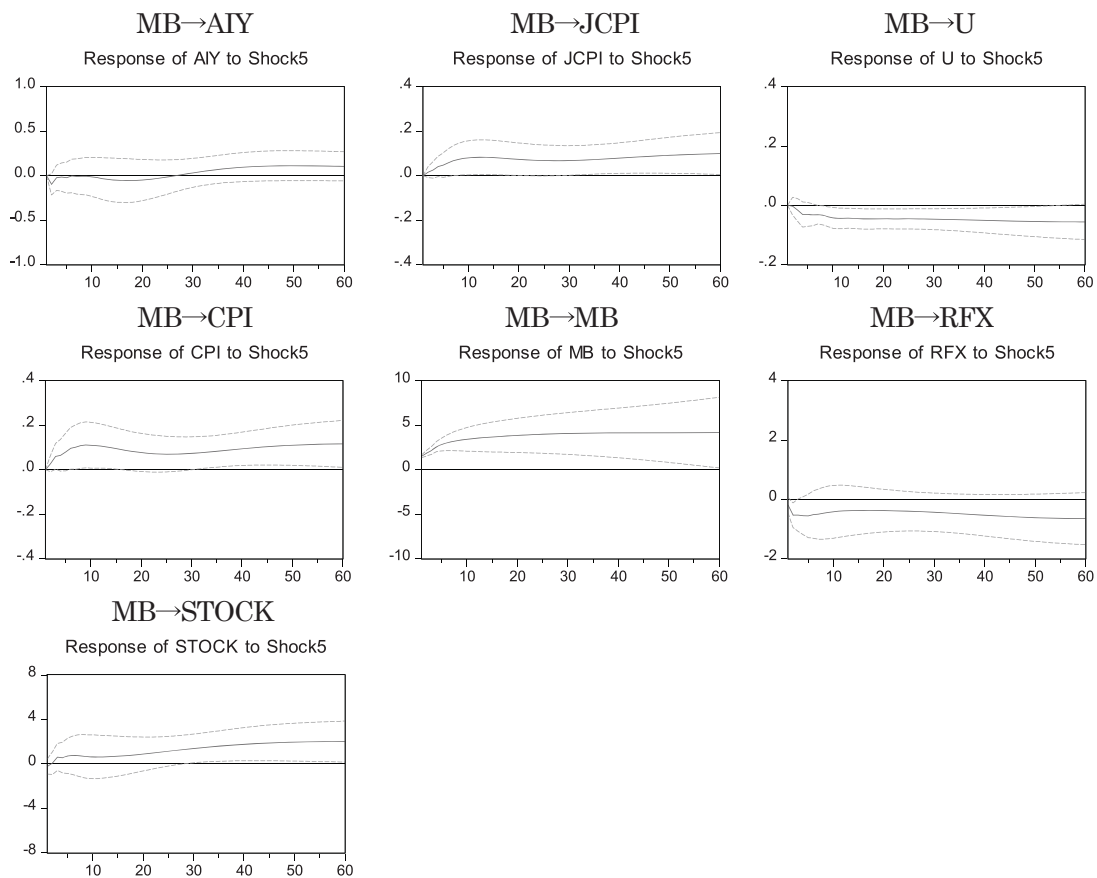 MB→AIY
Response of AIY to Shock5
1.0
0.5
0.0
-0.5
-1.0
10 20 30 40 50 60
MB→JCPI
Response of JCPI to Shock5
.4
.2
.0
-.2
-.4
10 20 30 40 50 60
MB→U
Response of U to Shock5
.4
.2
.0
-.2
10 20 30 40 50 60
MB→CPI
Response of CPI to Shock5
.4
.2
.0
-.2
-.4
10 20 30 40 50 60
MB→MB
Response of MB to Shock5
10
5
0
-5
-10
10 20 30 40 50 60
MB→RFX
Response of RFX to Shock5
4
2
0
-2
10 20 30 40 50 60
MB→STOCK
Response of STOCK to Shock5
8
4
0
-4
-8
10 20 30 40 50 60